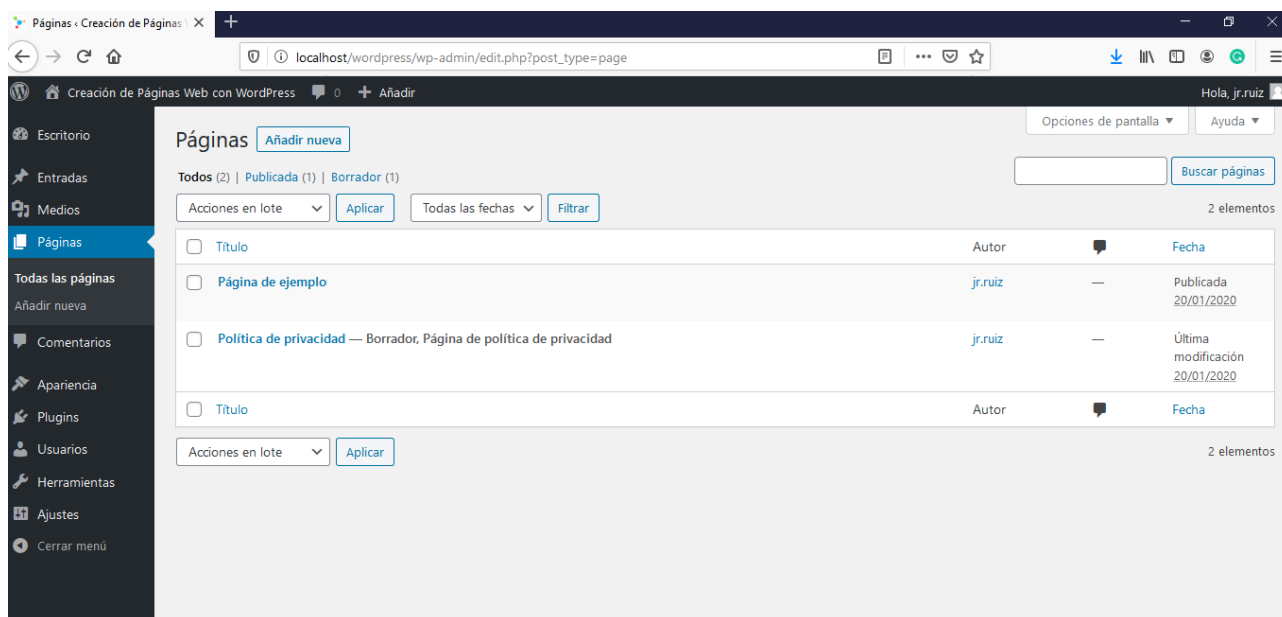 Páginas ‹ Creación de Páginas
localhost/wordpress/wp-admin/edit.php?post_type=page
Creación de Páginas Web con WordPress 0 Añadir
Hola, jr.ruiz
Escritorio
Entradas
Medios
Páginas
Todas las páginas
Añadir nueva
Comentarios
Apariencia
Plugins
Usuarios
Herramientas
Ajustes
Cerrar menú
Opciones de pantalla
Ayuda
Páginas Añadir nueva
Todos (2) | Publicada (1) | Borrador (1)
Buscar páginas
Acciones en lote Aplicar Todas las fechas Filtrar
2 elementos
Título Autor Fecha
Página de ejemplo jr.ruiz — Publicada
20/01/2020
Política de privacidad — Borrador, Página de política de privacidad jr.ruiz — Última
modificación
20/01/2020
Título Autor Fecha
Acciones en lote Aplicar
2 elementos